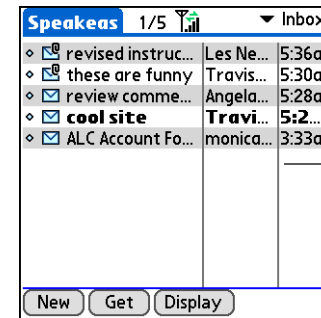 Speakeas 1/5 Inbox
revised instruc... Les Ne... 5:36a
these are funny Travis... 5:30a
review comme... Angela... 5:28a
cool site Travi... 5:2...
ALC Account Fo... monica... 3:33a
New Get Display